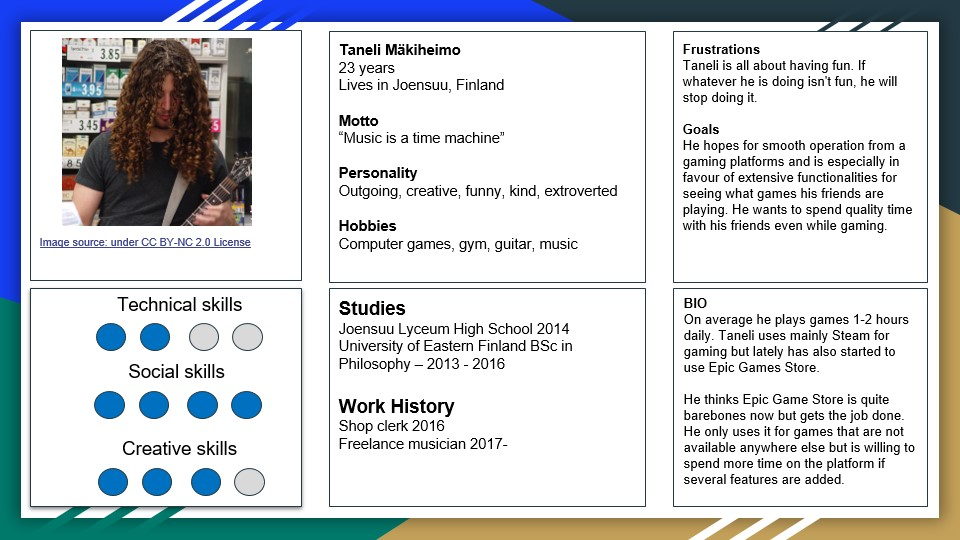 Special Price 3.85
3.95
3.45
Image source: under CC BY-NC 2.0 License
Taneli Mäkiheimo
23 years
Lives in Joensuu, Finland
Motto
“Music is a time machine”
Personality
Outgoing, creative, funny, kind, extroverted
Hobbies
Computer games, gym, guitar, music
Frustrations
Taneli is all about having fun. If
whatever he is doing isn’t fun, he will
stop doing it.
Goals
He hopes for smooth operation from a
gaming platforms and is especially in
favour of extensive functionalities for
seeing what games his friends are
playing. He wants to spend quality time
with his friends even while gaming.
Technical skills
Social skills
Creative skills
Studies
Joensuu Lyceum High School 2014
University of Eastern Finland BSc in
Philosophy – 2013 - 2016
Work History
Shop clerk 2016
Freelance musician 2017-
BIO
On average he plays games 1-2 hours
daily. Taneli uses mainly Steam for
gaming but lately has also started to
use Epic Games Store.
He thinks Epic Game Store is quite
barebones now but gets the job done.
He only uses it for games that are not
available anywhere else but is willing to
spend more time on the platform if
several features are added.